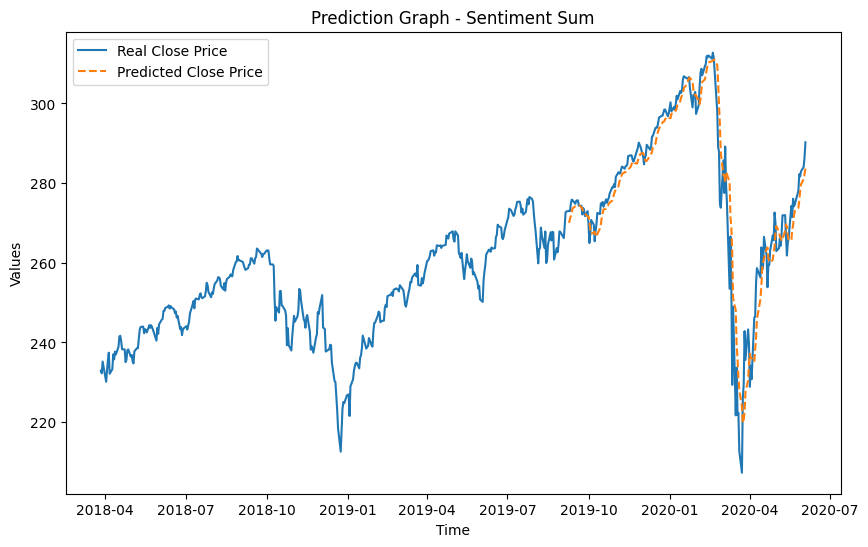 Prediction Graph - Sentiment Sum
Real Close Price
Predicted Close Price
Values
300
280
260
240
220
2018-04 2018-07 2018-10 2019-01 2019-04 2019-07 2019-10 2020-01 2020-04 2020-07
Time